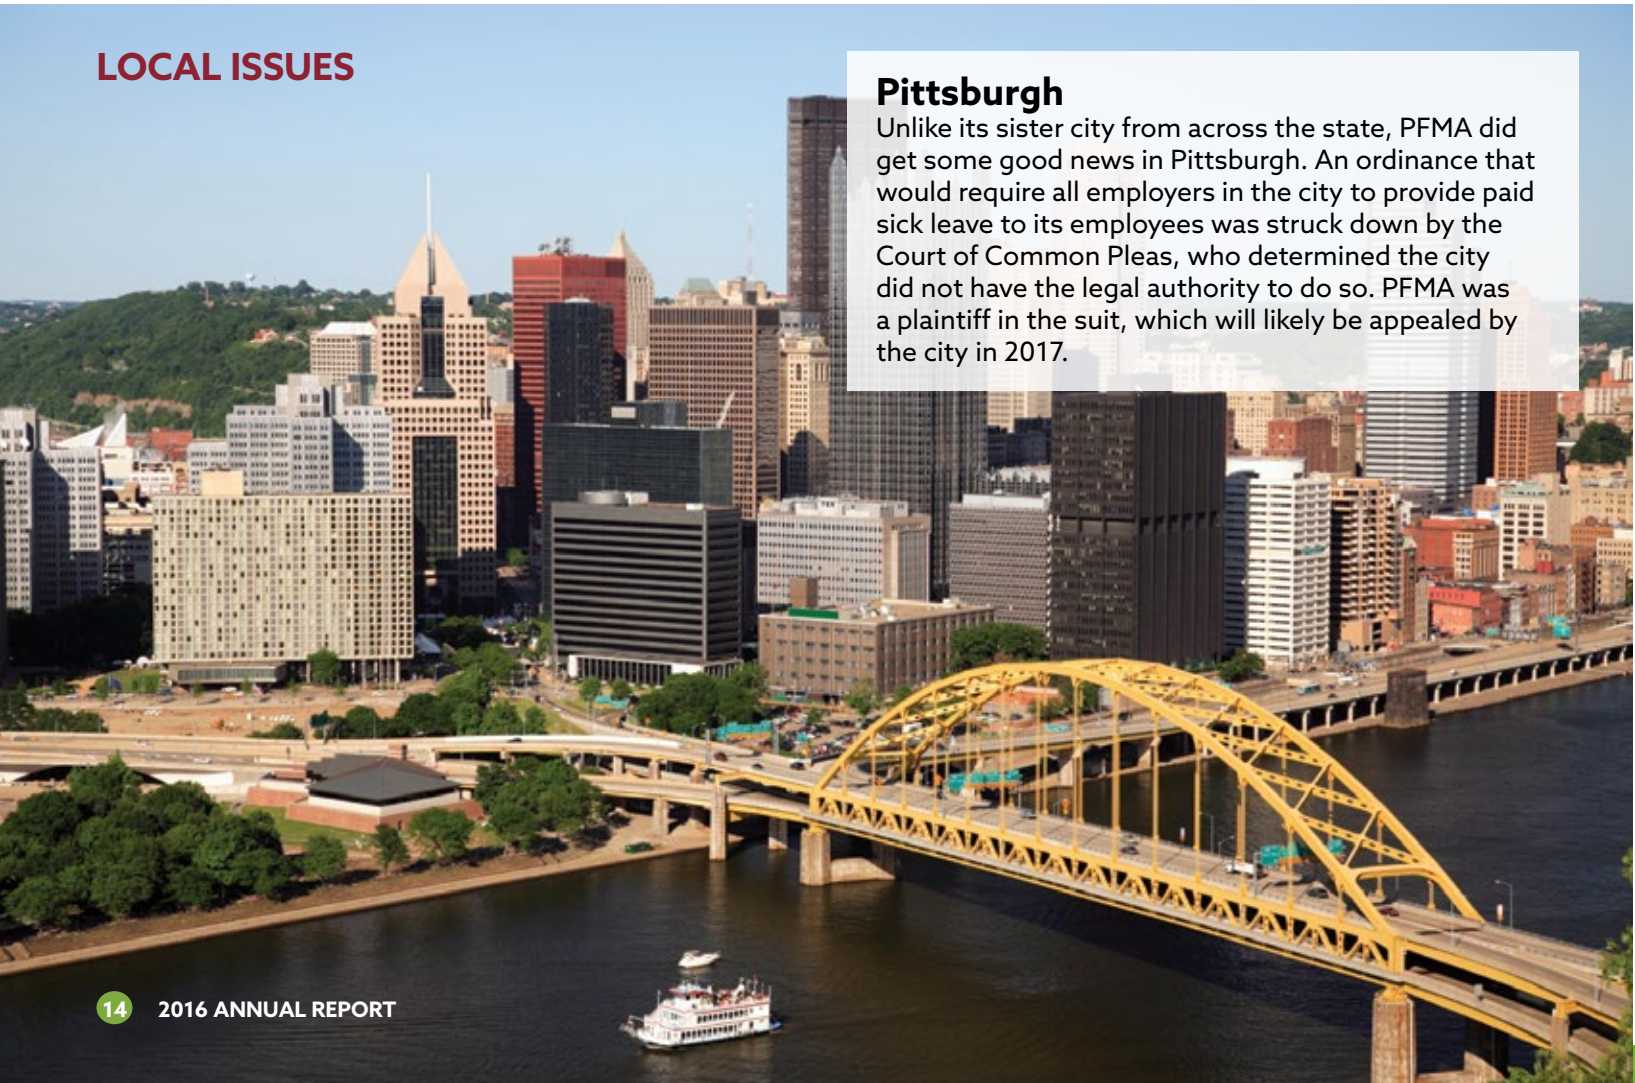 LOCAL ISSUES
Pittsburgh
Unlike its sister city from across the state, PFMA did
get some good news in Pittsburgh. An ordinance that
would require all employers in the city to provide paid
sick leave to its employees was struck down by the
Court of Common Pleas, who determined the city
did not have the legal authority to do so. PFMA was
a plaintiff in the suit, which will likely be appealed by
the city in 2017.
14 2016 ANNUAL REPORT